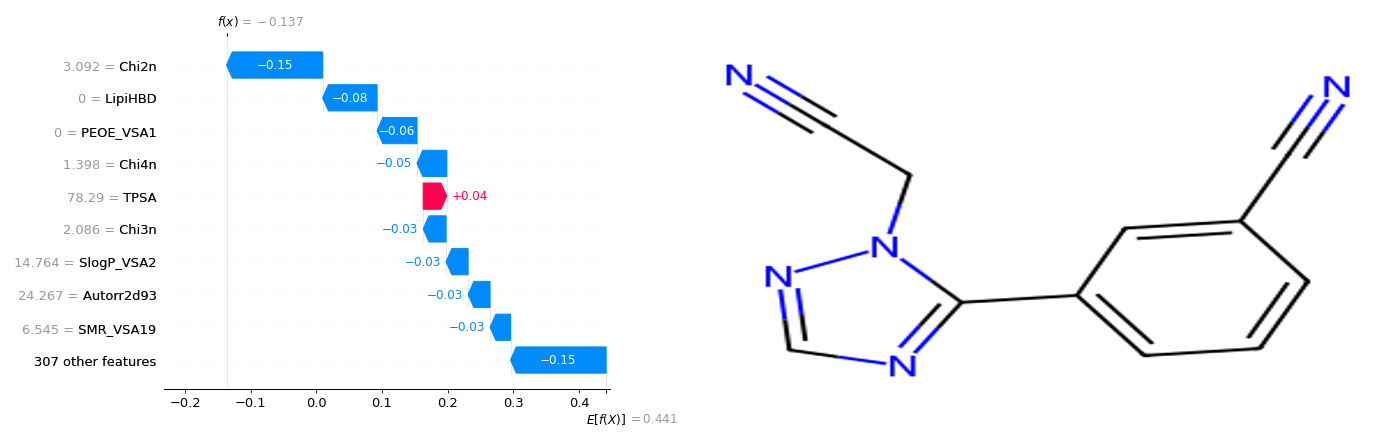 f(x) = −0.137
3.092 = Chi2n
−0.15
0 = LipiHBD
−0.08
0 = PEOE_VSA1
−0.06
1.398 = Chi4n
−0.05
78.29 = TPSA
+0.04
2.086 = Chi3n
−0.03
14.764 = SlogP_VSA2
−0.03
24.267 = Autorr2d93
−0.03
6.545 = SMR_VSA19
−0.03
307 other features
−0.15
−0.2 −0.1 0.0 0.1 0.2 0.3 0.4
E[f(X)] = 0.441
N
N
N
N
N